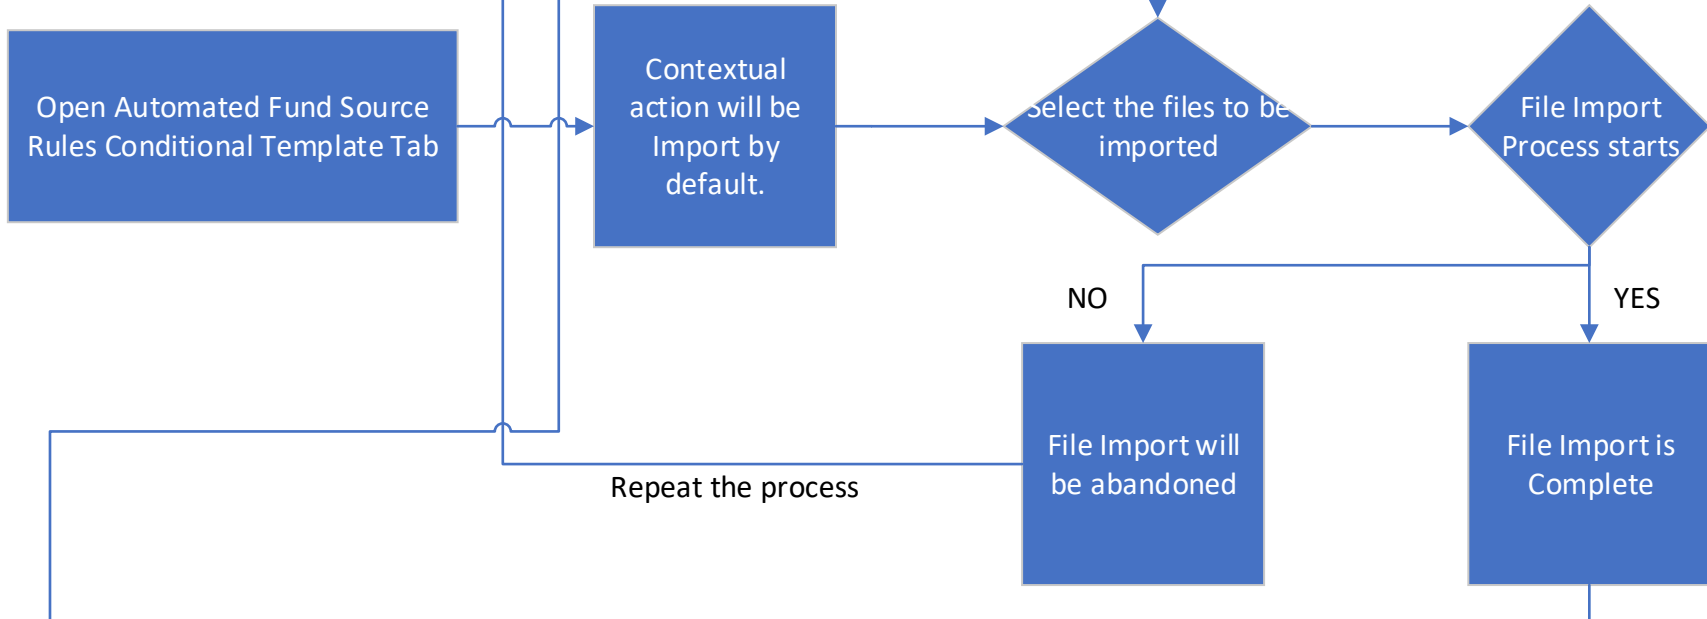 Open Automated Fund Source
Rules Conditional Template Tab
Contextual
action will be
Import by
default.
Select the files to be
imported
File Import
Process starts
NO
YES
File Import will
be abandoned
File Import is
Complete
Repeat the process